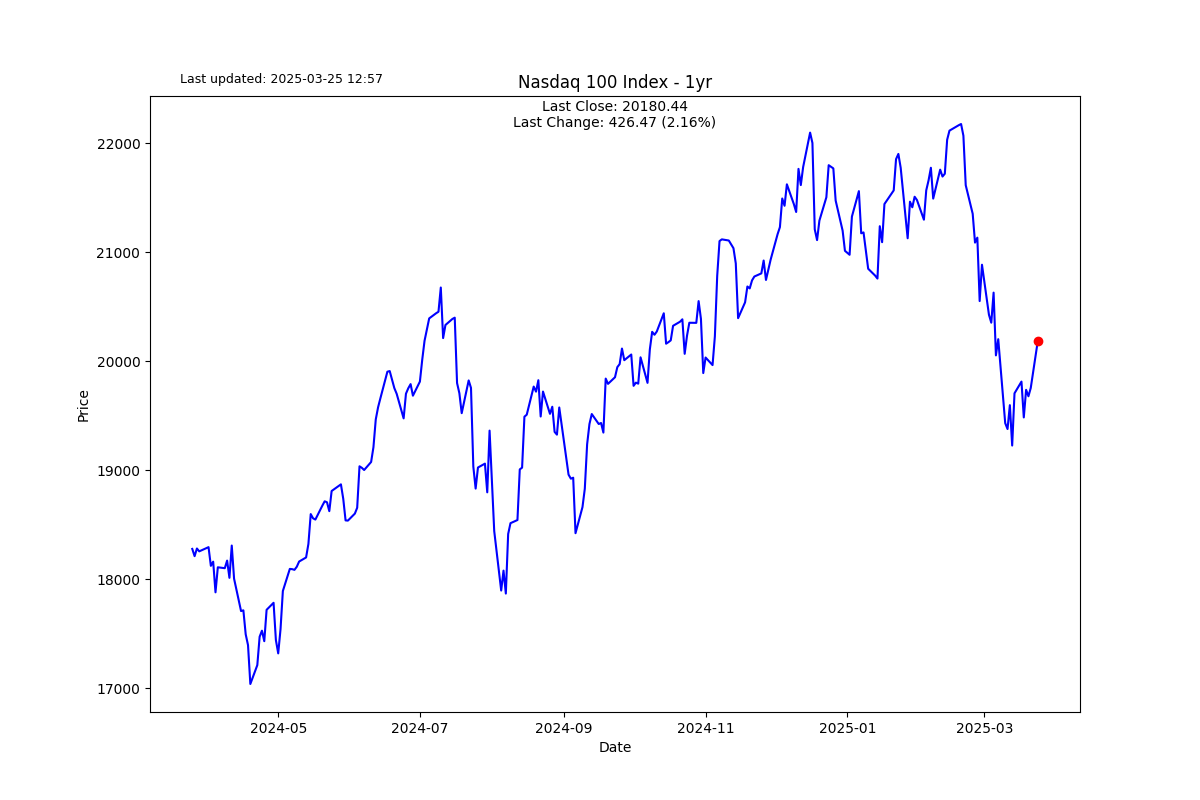 Last updated: 2025-03-25 12:57
Nasdaq 100 Index - 1yr
Last Close: 20180.44
Last Change: 426.47 (2.16%)
Price
22000
21000
20000
19000
18000
17000
2024-05
2024-07
2024-09
2024-11
2025-01
2025-03
Date